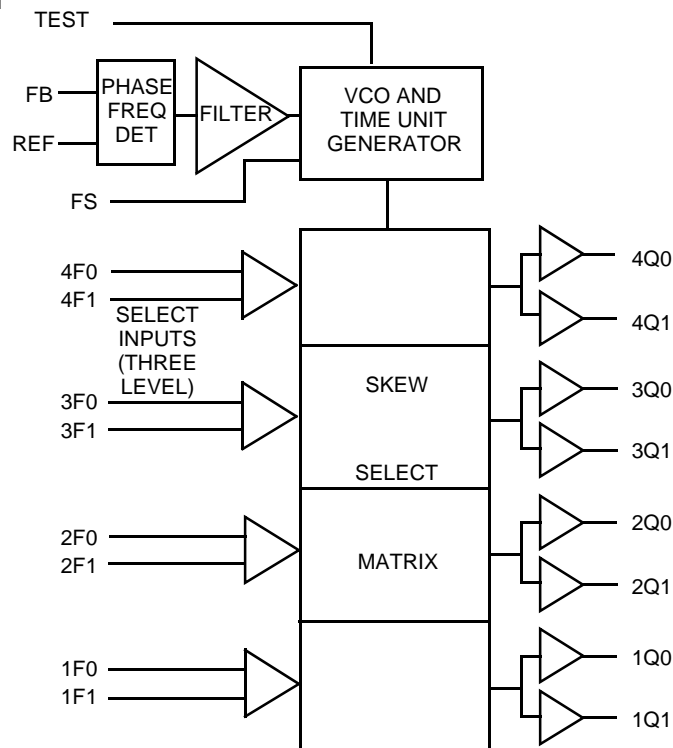 TEST
FB
REF
PHASE
FREQ
DET
FILTER
VCO AND
TIME UNIT
GENERATOR
FS
4F0
4F1
SELECT
INPUTS
(THREE
LEVEL)
3F0
3F1
2F0
2F1
1F0
1F1
SKEW
SELECT
MATRIX
4Q0
4Q1
3Q0
3Q1
2Q0
2Q1
1Q0
1Q1